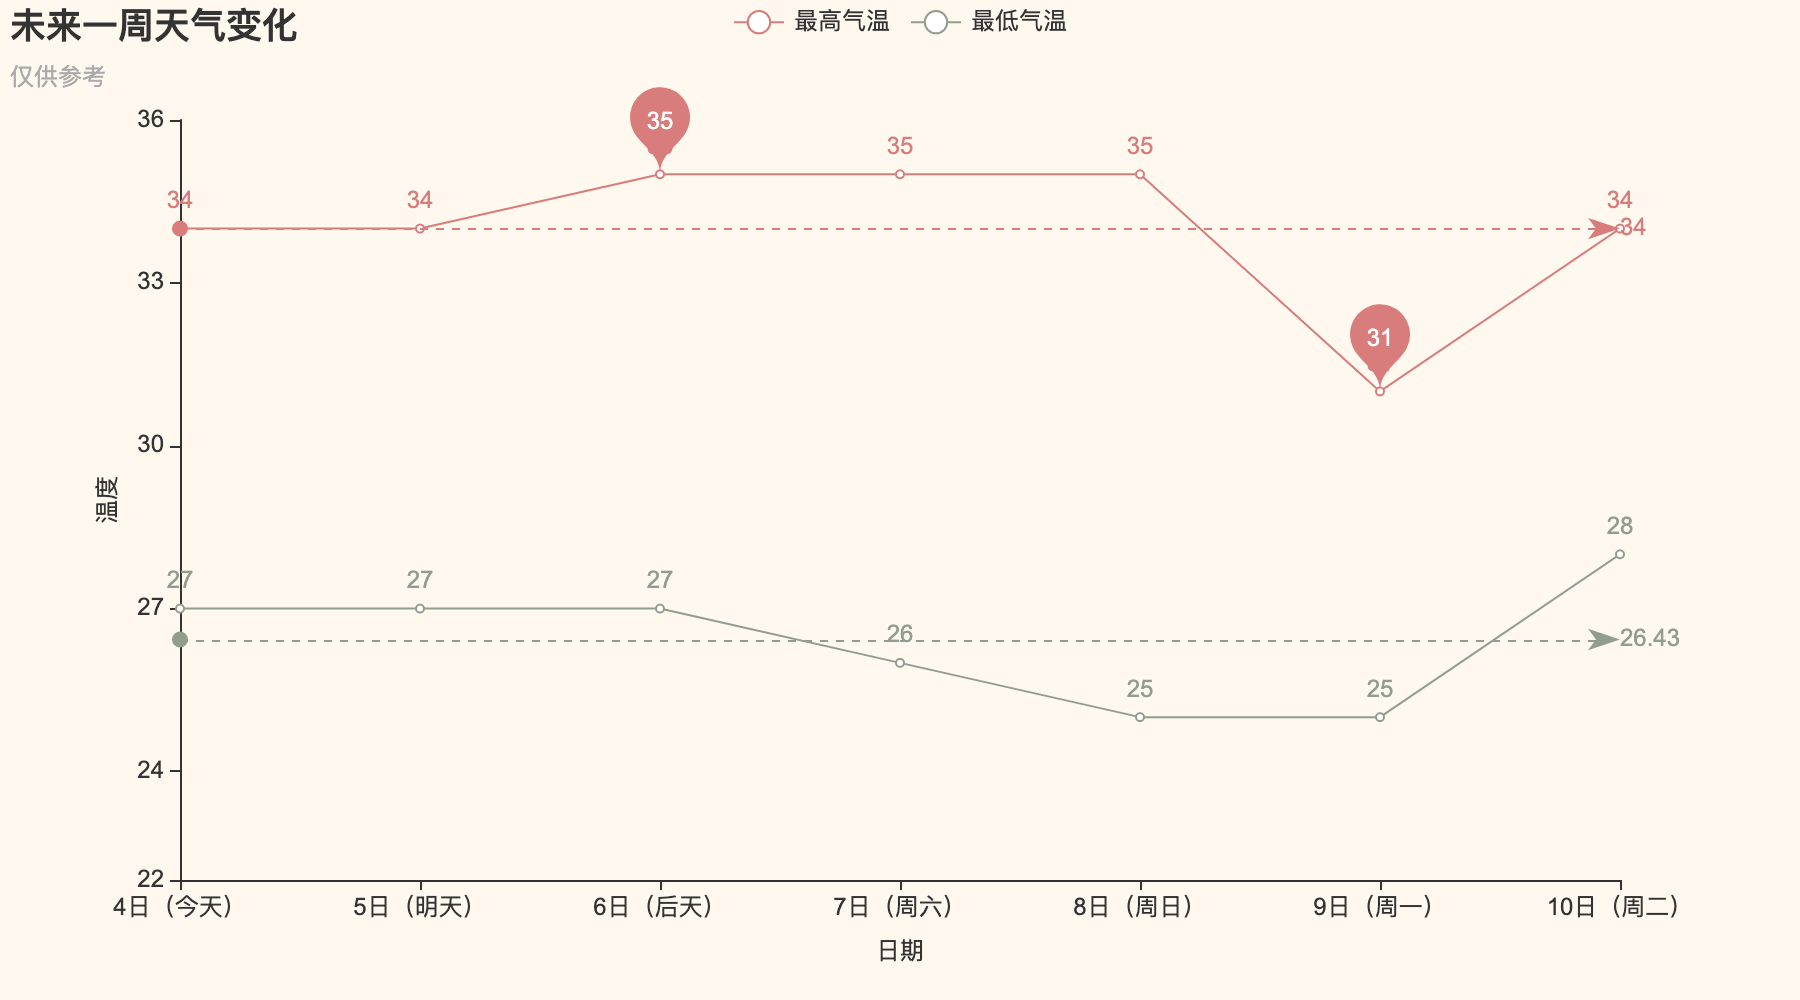 未来一周天气变化
仅供参考
最高气温 最低气温
36
33
30
27
24
22
温度
34
34
35
35
35
31
34
34
27
27
27
26
25
25
28
26.43
4日（今天）
5日（明天）
6日（后天）
7日（周六）
8日（周日）
9日（周一）
10日（周二）
日期